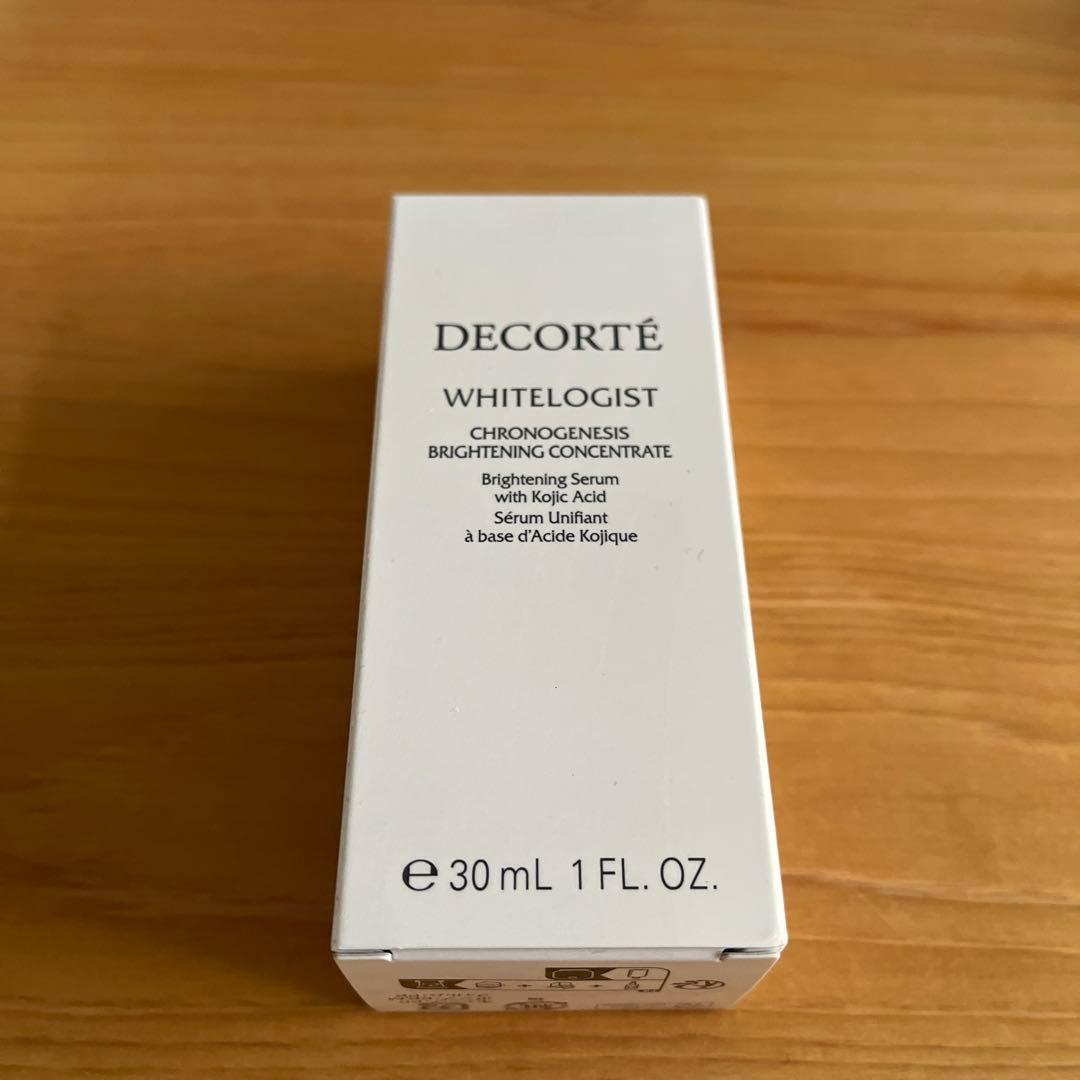 DECORTÉ
WHITELOGIST
CHRONOGENESIS
BRIGHTENING CONCENTRATE
Brightening Serum
with Kojic Acid
Sérum Unifiant
à base d'Acide Kojique
℮ 30 mL 1 FL. OZ.